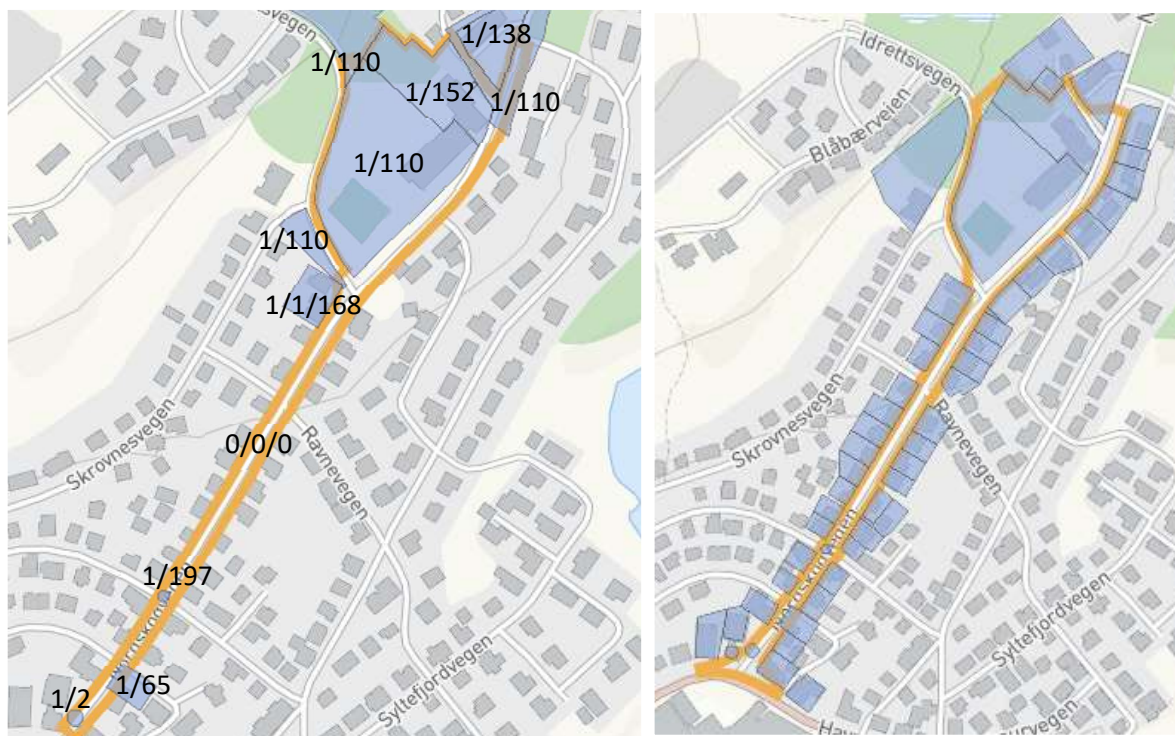 1/138
1/110
1/152
1/110
1/110
1/110
1/1/168
Skrovnesvegen
0/0/0
Ravnevegen
1/197
1/65
1/2
Syltefjordvegen
Idrettsvegen
Blåbærveien
Skrovnesvegen
Ravnevegen
Syltefjordvegen